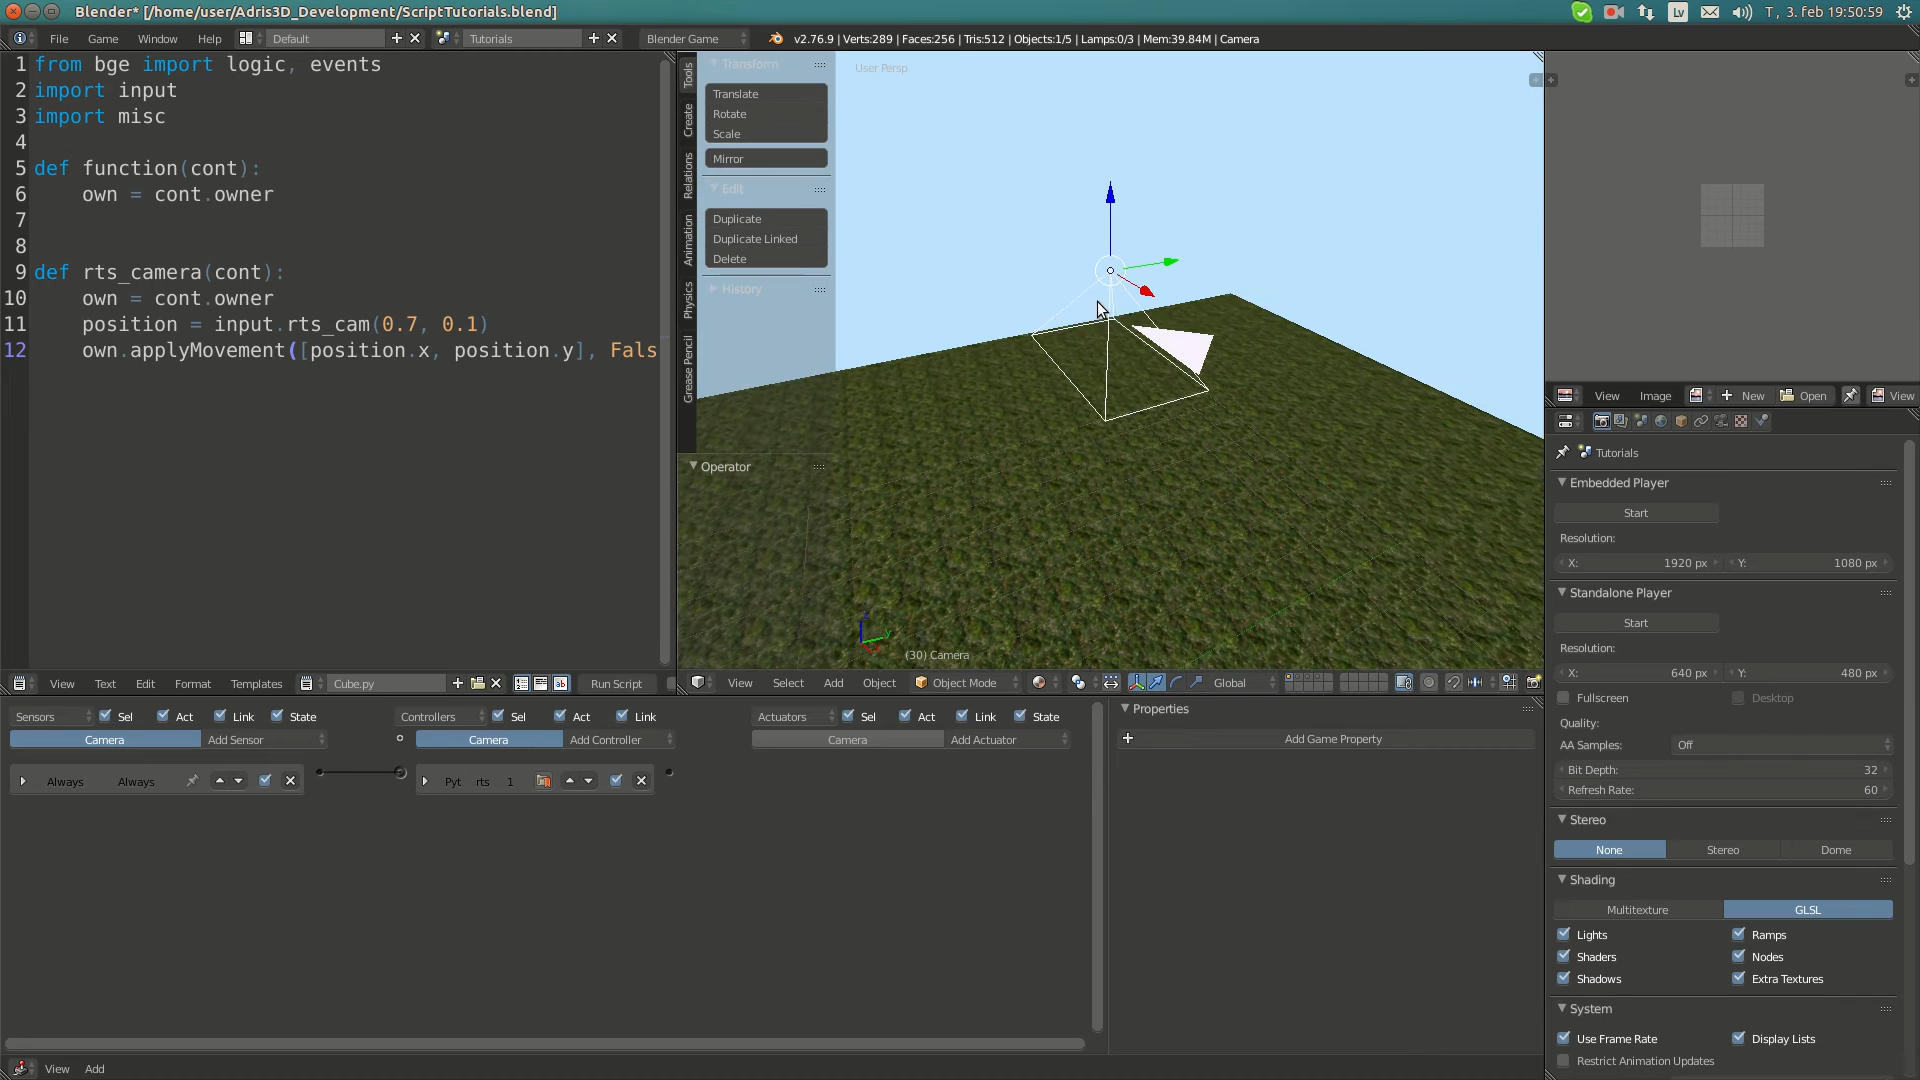 Blender* [/home/user/Adris3D_Development/ScriptTutorials.blend]
Lv
T, 3. feb 19:50:59
File Game Window Help
Default
Tutorials
Blender Game
v2.76.9 | Verts:289 | Faces:256 | Tris:512 | Objects:1/5 | Lamps:0/3 | Mem:39.84M | Camera
1 from bge import logic, events
2 import input
3 import misc
4
5 def function(cont):
6 own = cont.owner
7
8
9 def rts_camera(cont):
10 own = cont.owner
11 position = input.rts_cam(0.7, 0.1)
12 own.applyMovement([position.x, position.y], Fals
View Text Edit Format Templates
Cube.py
Run Script
Tools
Create
Relations
Animation
Physics
Grease Pencil
Transform
Translate
Rotate
Scale
Mirror
Edit
Duplicate
Duplicate Linked
Delete
History
Operator
User Persp
(30) Camera
View Select Add Object
Object Mode
Global
View Image
New
Open
View
Tutorials
Embedded Player
Start
Resolution:
X: 1920 px Y: 1080 px
Standalone Player
Start
Resolution:
X: 640 px Y: 480 px
Fullscreen Desktop
Quality:
AA Samples: Off
Bit Depth: 32
Refresh Rate: 60
Stereo
None Stereo Dome
Shading
Multitexture GLSL
Lights Ramps
Shaders Nodes
Shadows Extra Textures
System
Use Frame Rate Display Lists
Restrict Animation Updates
Sensors Sel Act Link State
Camera Add Sensor
Always Always
Controllers Sel Act Link
Camera Add Controller
Pyt rts 1
Actuators Sel Act Link State
Camera Add Actuator
Properties
Add Game Property
View Add